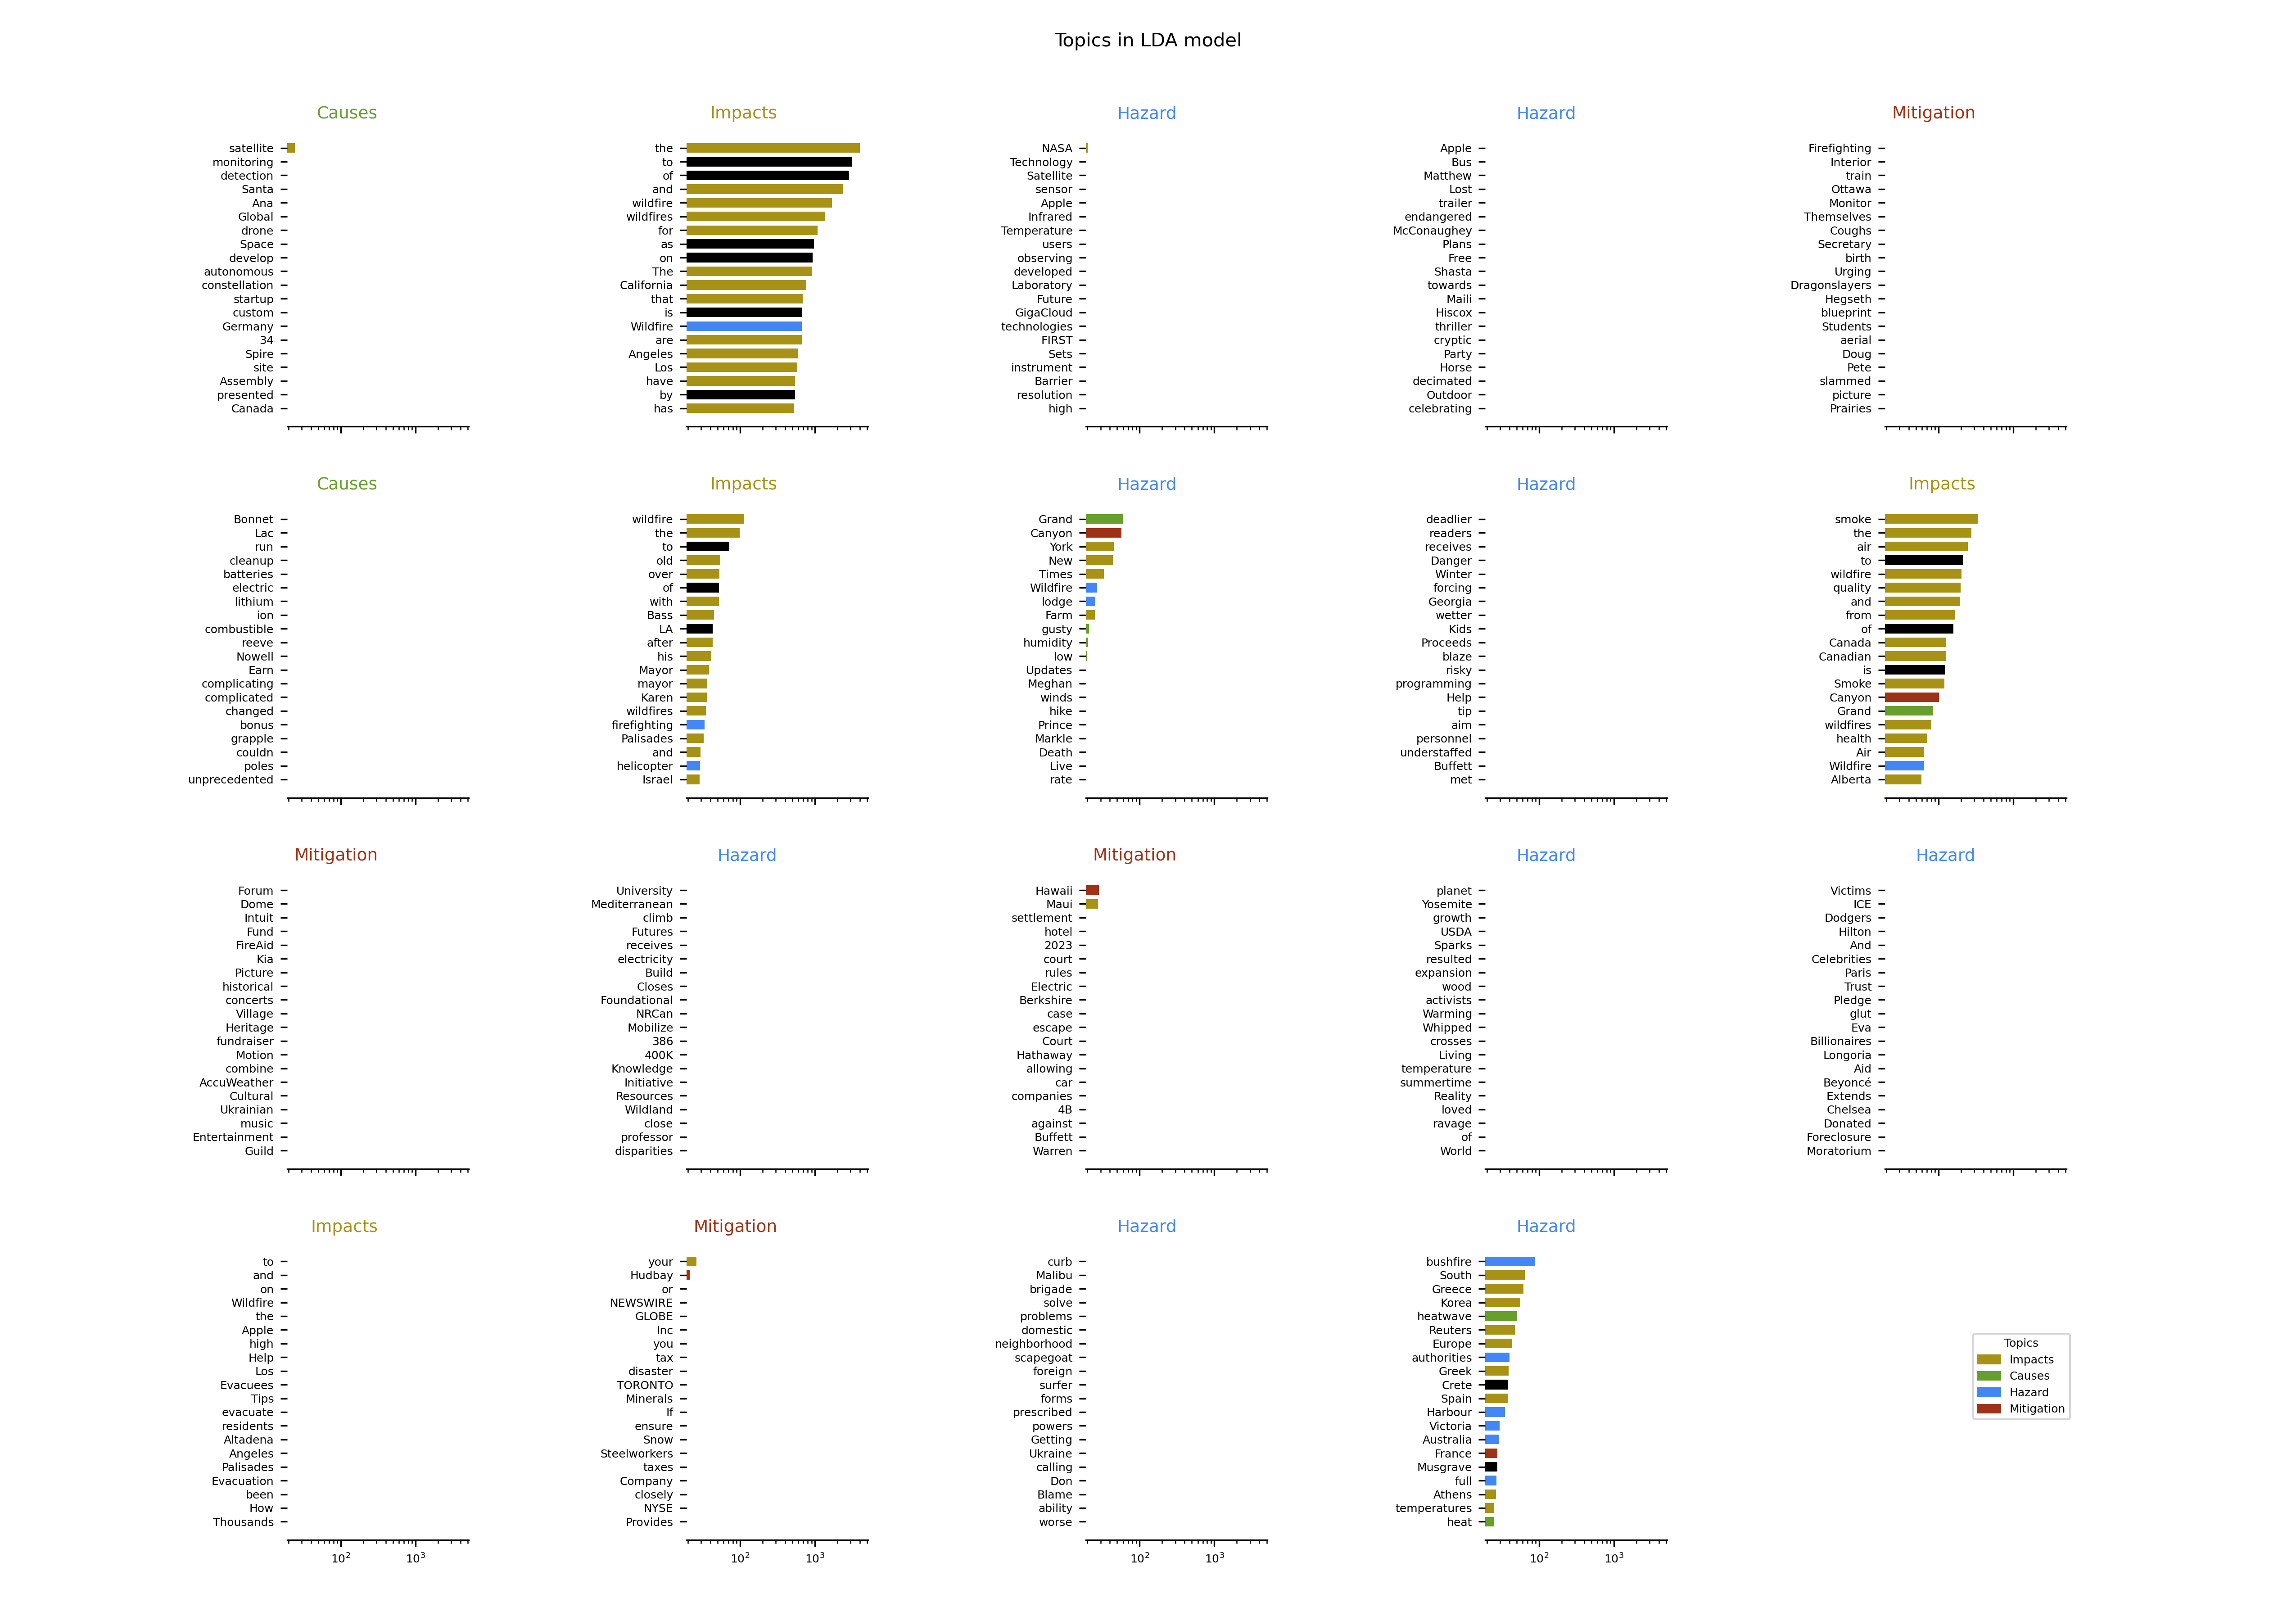 Topics in LDA model
Causes
satellite
monitoring
detection
Santa
Ana
Global
drone
Space
develop
autonomous
constellation
startup
custom
Germany
34
Spire
site
Assembly
presented
Canada
Impacts
the
to
of
and
wildfire
wildfires
for
as
on
The
California
that
is
Wildfire
are
Angeles
Los
have
by
has
Hazard
NASA
Technology
Satellite
sensor
Apple
Infrared
Temperature
users
observing
developed
Laboratory
Future
GigaCloud
technologies
FIRST
Sets
instrument
Barrier
resolution
high
Hazard
Apple
Bus
Matthew
Lost
trailer
endangered
McConaughey
Plans
Free
Shasta
towards
Maili
Hiscox
thriller
cryptic
Party
Horse
decimated
Outdoor
celebrating
Mitigation
Firefighting
Interior
train
Ottawa
Monitor
Themselves
Coughs
Secretary
birth
Urging
Dragonslayers
Hegseth
blueprint
Students
aerial
Doug
Pete
slammed
picture
Prairies
Causes
Bonnet
Lac
run
cleanup
batteries
electric
lithium
ion
combustible
reeve
Nowell
Earn
complicating
complicated
changed
bonus
grapple
couldn
poles
unprecedented
Impacts
wildfire
the
to
old
over
of
with
Bass
LA
after
his
Mayor
mayor
Karen
wildfires
firefighting
Palisades
and
helicopter
Israel
Hazard
Grand
Canyon
York
New
Times
Wildfire
lodge
Farm
gusty
humidity
low
Updates
Meghan
winds
hike
Prince
Markle
Death
Live
rate
Hazard
deadlier
readers
receives
Danger
Winter
forcing
Georgia
wetter
Kids
Proceeds
blaze
risky
programming
Help
tip
aim
personnel
understaffed
Buffett
met
Impacts
smoke
the
air
to
wildfire
quality
and
from
of
Canada
Canadian
is
Smoke
Canyon
Grand
wildfires
health
Air
Wildfire
Alberta
Mitigation
Forum
Dome
Intuit
Fund
FireAid
Kia
Picture
historical
concerts
Village
Heritage
fundraiser
Motion
combine
AccuWeather
Cultural
Ukrainian
music
Entertainment
Guild
Hazard
University
Mediterranean
climb
Futures
receives
electricity
Build
Closes
Foundational
NRCan
Mobilize
386
400K
Knowledge
Initiative
Resources
Wildland
close
professor
disparities
Mitigation
Hawaii
Maui
settlement
hotel
2023
court
rules
Electric
Berkshire
case
escape
Court
Hathaway
allowing
car
companies
4B
against
Buffett
Warren
Hazard
planet
Yosemite
growth
USDA
Sparks
resulted
expansion
wood
activists
Warming
Whipped
crosses
Living
temperature
summertime
Reality
loved
ravage
of
World
Hazard
Victims
ICE
Dodgers
Hilton
And
Celebrities
Paris
Trust
Pledge
glut
Eva
Billionaires
Longoria
Aid
Beyoncé
Extends
Chelsea
Donated
Foreclosure
Moratorium
Impacts
to
and
on
Wildfire
the
Apple
high
Help
Los
Evacuees
Tips
evacuate
residents
Altadena
Angeles
Palisades
Evacuation
been
How
Thousands
10² 10³
Mitigation
your
Hudbay
or
NEWSWIRE
GLOBE
Inc
you
tax
disaster
TORONTO
Minerals
If
ensure
Snow
Steelworkers
taxes
Company
closely
NYSE
Provides
10² 10³
Hazard
curb
Malibu
brigade
solve
problems
domestic
neighborhood
scapegoat
foreign
surfer
forms
prescribed
powers
Getting
Ukraine
calling
Don
Blame
ability
worse
10² 10³
Hazard
bushfire
South
Greece
Korea
heatwave
Reuters
Europe
authorities
Greek
Crete
Spain
Harbour
Victoria
Australia
France
Musgrave
full
Athens
temperatures
heat
10² 10³
Topics
Impacts
Causes
Hazard
Mitigation